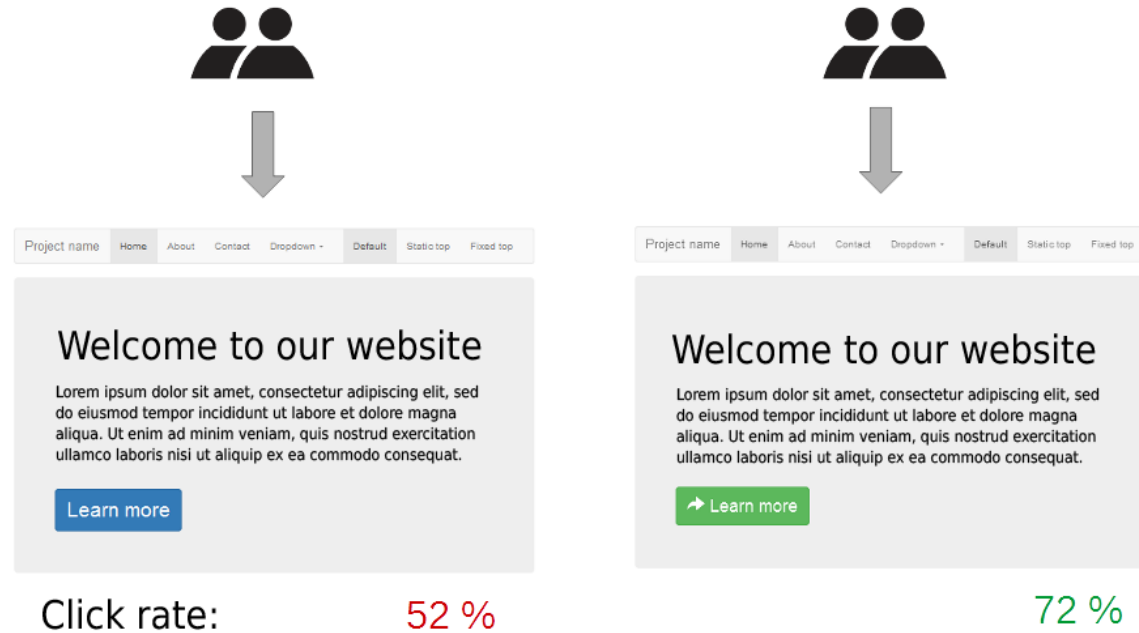 Project name Home About Contact Dropdown Default Static top Fixed top
Welcome to our website
Lorem ipsum dolor sit amet, consectetur adipiscing elit, sed
do eiusmod tempor incididunt ut labore et dolore magna
aliqua. Ut enim ad minim veniam, quis nostrud exercitation
ullamco laboris nisi ut aliquip ex ea commodo consequat.
Learn more
Click rate: 52 %
Project name Home About Contact Dropdown Default Static top Fixed top
Welcome to our website
Lorem ipsum dolor sit amet, consectetur adipiscing elit, sed
do eiusmod tempor incididunt ut labore et dolore magna
aliqua. Ut enim ad minim veniam, quis nostrud exercitation
ullamco laboris nisi ut aliquip ex ea commodo consequat.
Learn more
72 %